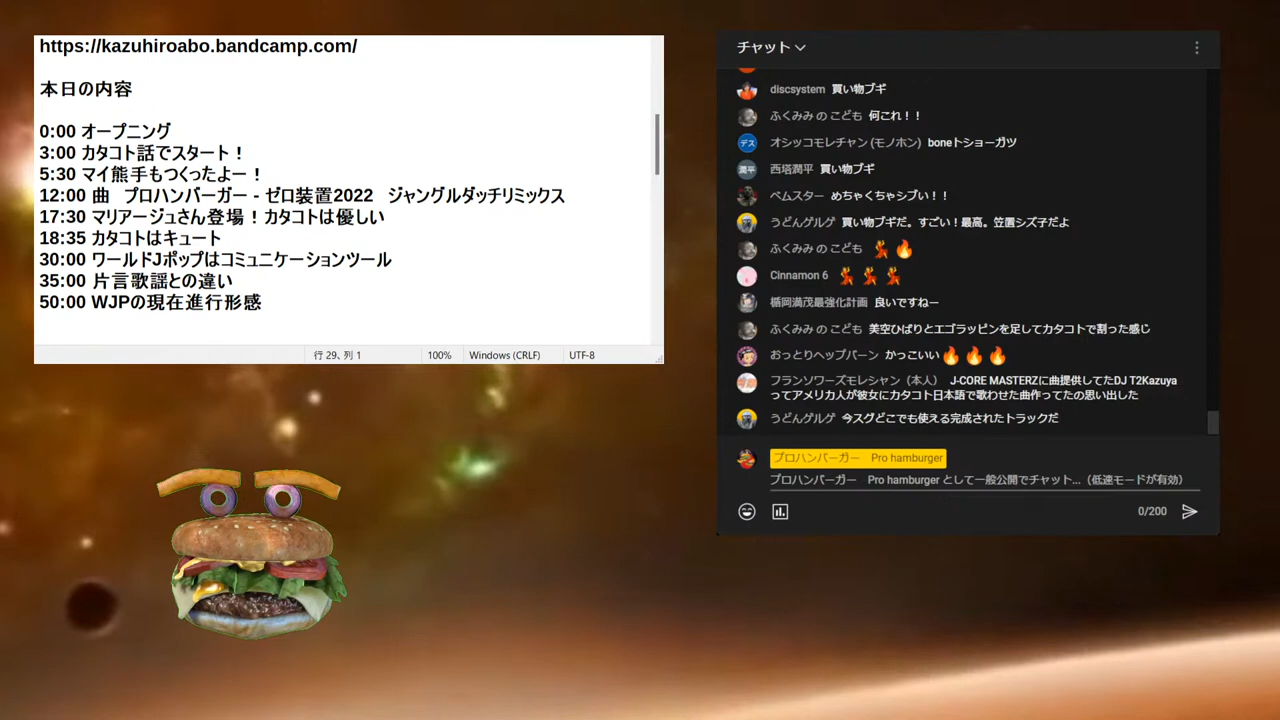 https://kazuhiroabo.bandcamp.com/
本日の内容
0:00 オープニング
3:00 カタコト話でスタート！
5:30 マイ熊手もつくったよー！
12:00 曲　プロハンバーガー - ゼロ装置2022　ジャングルダッチリミックス
17:30 マリアージュさん登場！カタコトは優しい
18:35 カタコトはキュート
30:00 ワールドJポップはコミュニケーションツール
35:00 片言歌謡との違い
50:00 WJPの現在進行形感
行 29、列 1 100% Windows (CRLF) UTF-8
チャット
discsystem 買い物ブギ
ふくみみ の こども 何これ！！
デス オシッコモレチャン (モノホン) boneトショーガツ
潤平 西塔潤平 買い物ブギ
ベムスター めちゃくちゃシブい！！
うどんゲルゲ 買い物ブギだ。すごい！最高。笠置シズ子だよ
ふくみみ の こども 💃🔥
Cinnamon 6 💃💃💃
楯岡満茂最強化計画 良いですねー
ふくみみ の こども 美空ひばりとエゴラッピンを足してカタコトで割った感じ
おっとりヘップバーン かっこいい🔥🔥🔥
フランソワーズモレシャン（本人） J-CORE MASTERZに曲提供してたDJ T2Kazuya
ってアメリカ人が彼女にカタコト日本語で歌わせた曲作ってたの思い出した
うどんゲルゲ 今スグどこでも使える完成されたトラックだ
プロハンバーガー　Pro hamburger
プロハンバーガー　Pro hamburger として一般公開でチャット...（低速モードが有効）
0/200